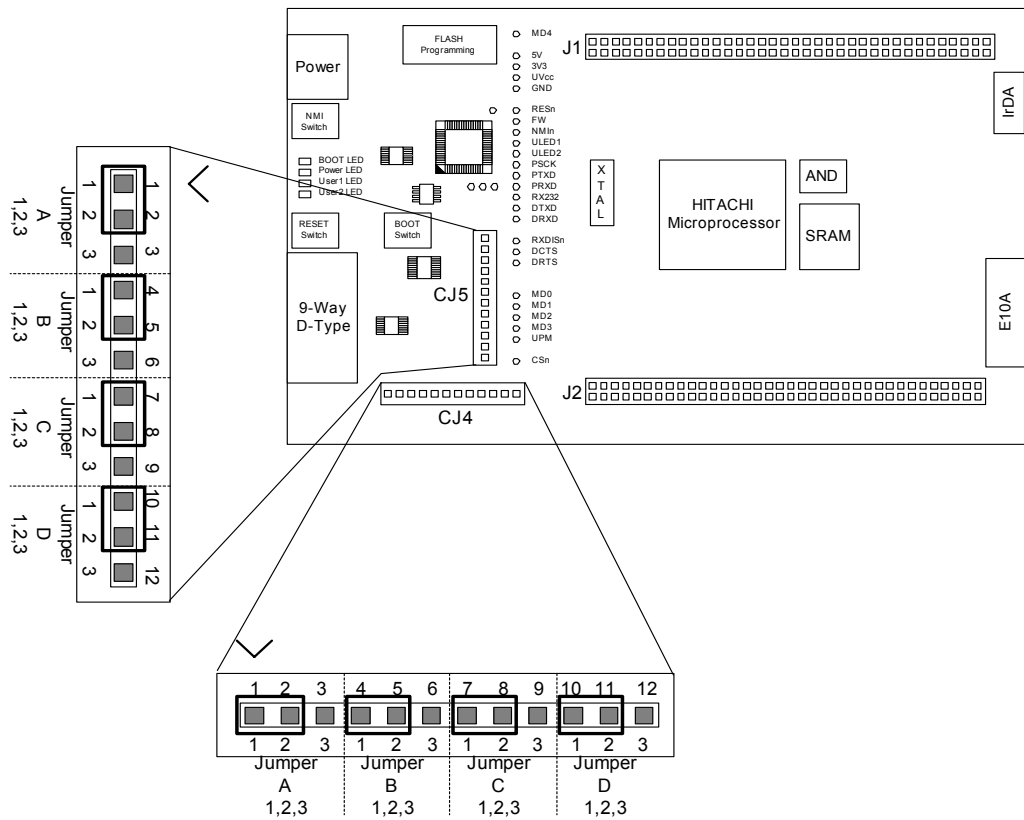 FLASH
Programming
Power
NMI
Switch
BOOT LED
Power LED
User1 LED
User2 LED
RESET
Switch
BOOT
Switch
9-Way
D-Type
CJ5
CJ4
MD4
5V
3V3
UVcc
GND
RESn
FW
NMIn
ULED1
ULED2
PSCK
PTXD
PRXD
RX232
DTXD
DRXD
RXDISn
DCTS
DRTS
MD0
MD1
MD2
MD3
UPM
CSn
J1
J2
XTAL
HITACHI
Microprocessor
AND
SRAM
IrDA
E10A
1 2 3 4 5 6 7 8 9 10 11 12
1 2 3 1 2 3 1 2 3 1 2 3
Jumper
A
1,2,3
Jumper
B
1,2,3
Jumper
C
1,2,3
Jumper
D
1,2,3
1 2 3 4 5 6 7 8 9 10 11 12
1 2 3 1 2 3 1 2 3 1 2 3
Jumper Jumper Jumper Jumper
A B C D
1,2,3 1,2,3 1,2,3 1,2,3